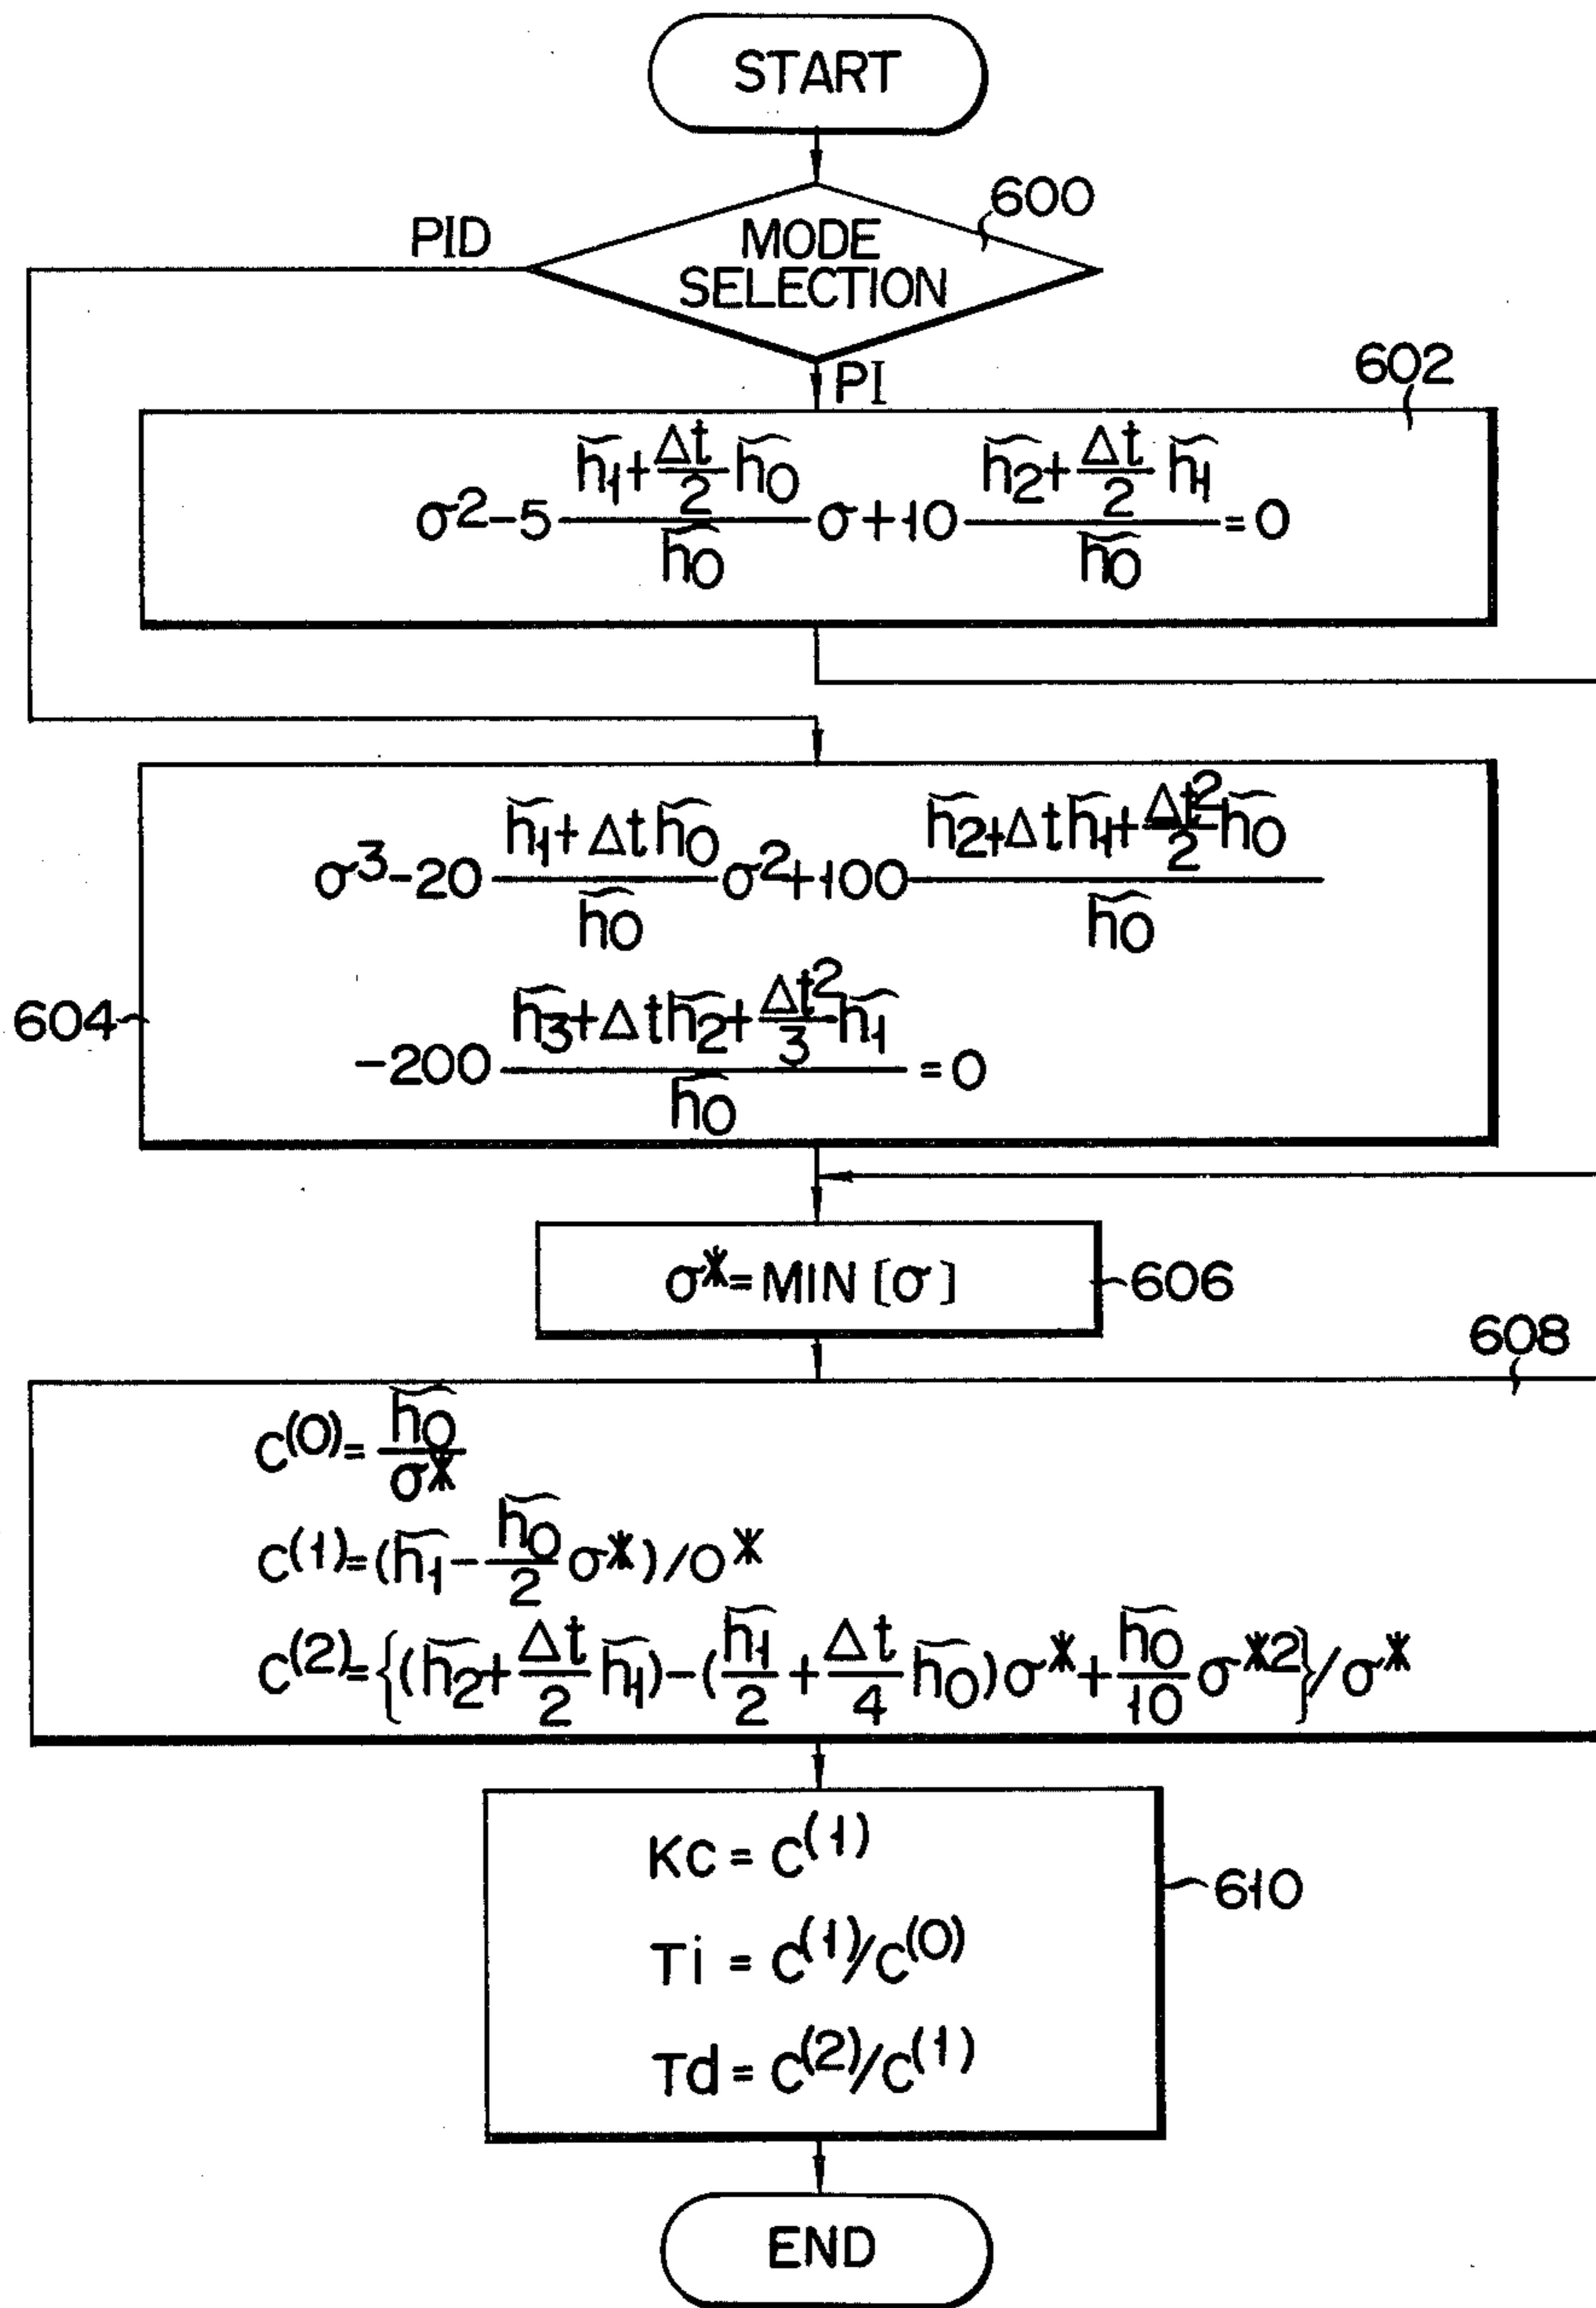 START
600
PID
MODE
SELECTION
PI
602
σ² - 5 (h̃₁ + Δt/2 h̃₀)/h̃₀ σ + 10 (h̃₂ + Δt/2 h̃₁)/h̃₀ = 0
σ³ - 20 (h̃₁ + Δt h̃₀)/h̃₀ σ² + 100 (h̃₂ + Δt h̃₁ + Δt²/2 h̃₀)/h̃₀
604
-200 (h̃₃ + Δt h̃₂ + Δt²/3 h̃₁)/h̃₀ = 0
σ* = MIN [σ]
606
608
C⁽⁰⁾ = h̃₀/σ*
C⁽¹⁾ = (h̃₁ - h̃₀/2 σ*)/O*
C⁽²⁾ = {(h̃₂ + Δt/2 h̃₁) - (h̃₁/2 + Δt/4 h̃₀)σ* + h̃₀/10 σ*²}/σ*
Kc = C⁽¹⁾
610
Ti = C⁽¹⁾/C⁽⁰⁾
Td = C⁽²⁾/C⁽¹⁾
END